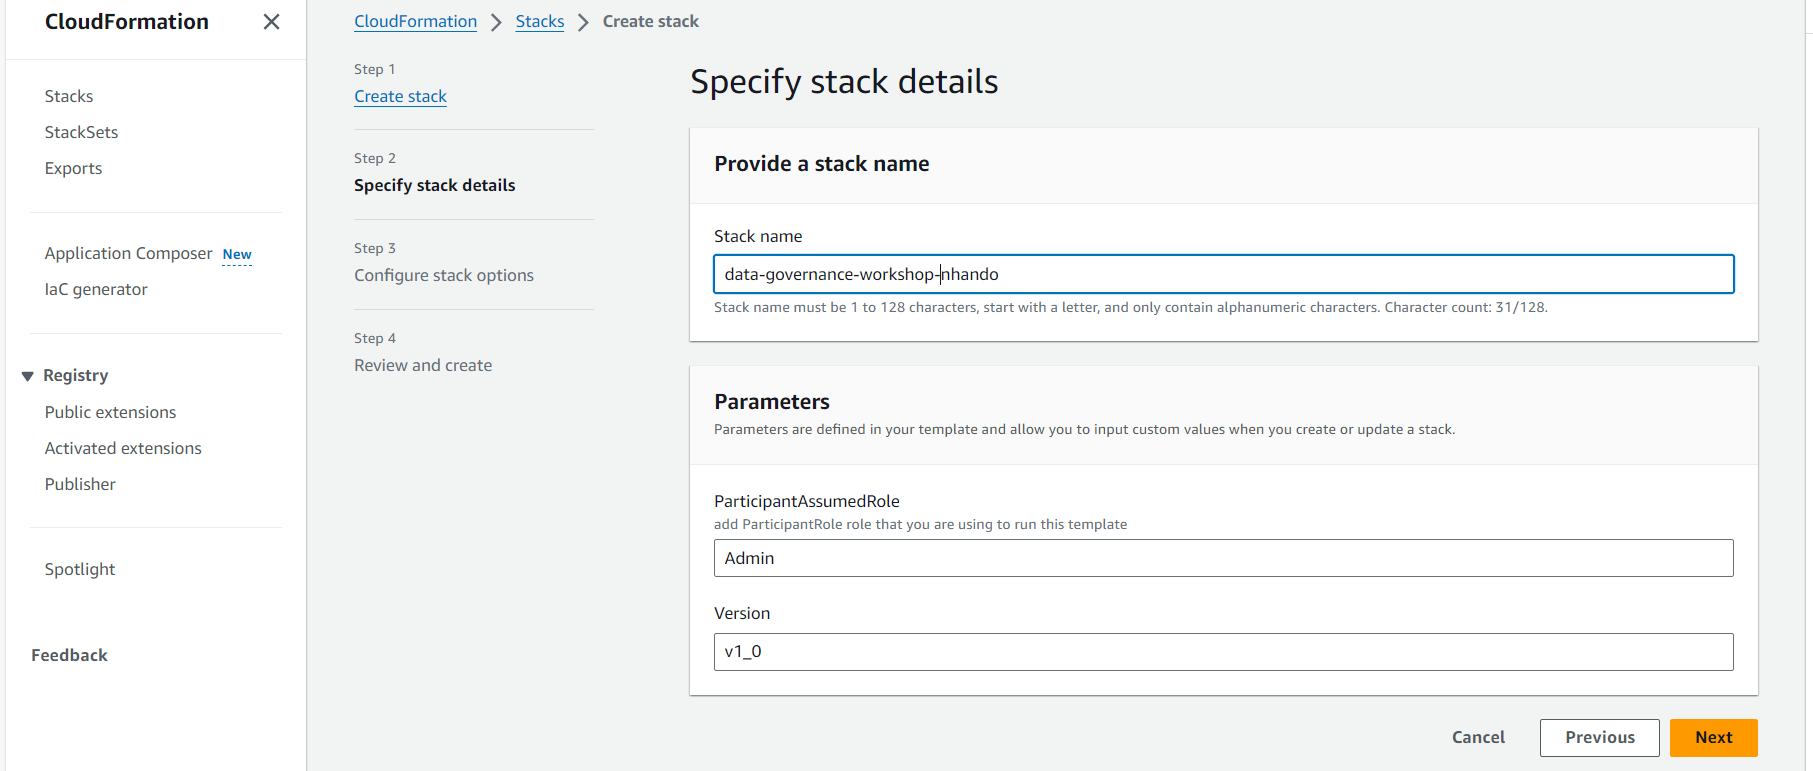 CloudFormation
Stacks
StackSets
Exports
Application Composer New
IaC generator
Registry
Public extensions
Activated extensions
Publisher
Spotlight
Feedback
CloudFormation > Stacks > Create stack
Step 1
Create stack
Step 2
Specify stack details
Step 3
Configure stack options
Step 4
Review and create
Specify stack details
Provide a stack name
Stack name
data-governance-workshop-nhando
Stack name must be 1 to 128 characters, start with a letter, and only contain alphanumeric characters. Character count: 31/128.
Parameters
Parameters are defined in your template and allow you to input custom values when you create or update a stack.
ParticipantAssumedRole
add ParticipantRole role that you are using to run this template
Admin
Version
v1_0
Cancel
Previous
Next